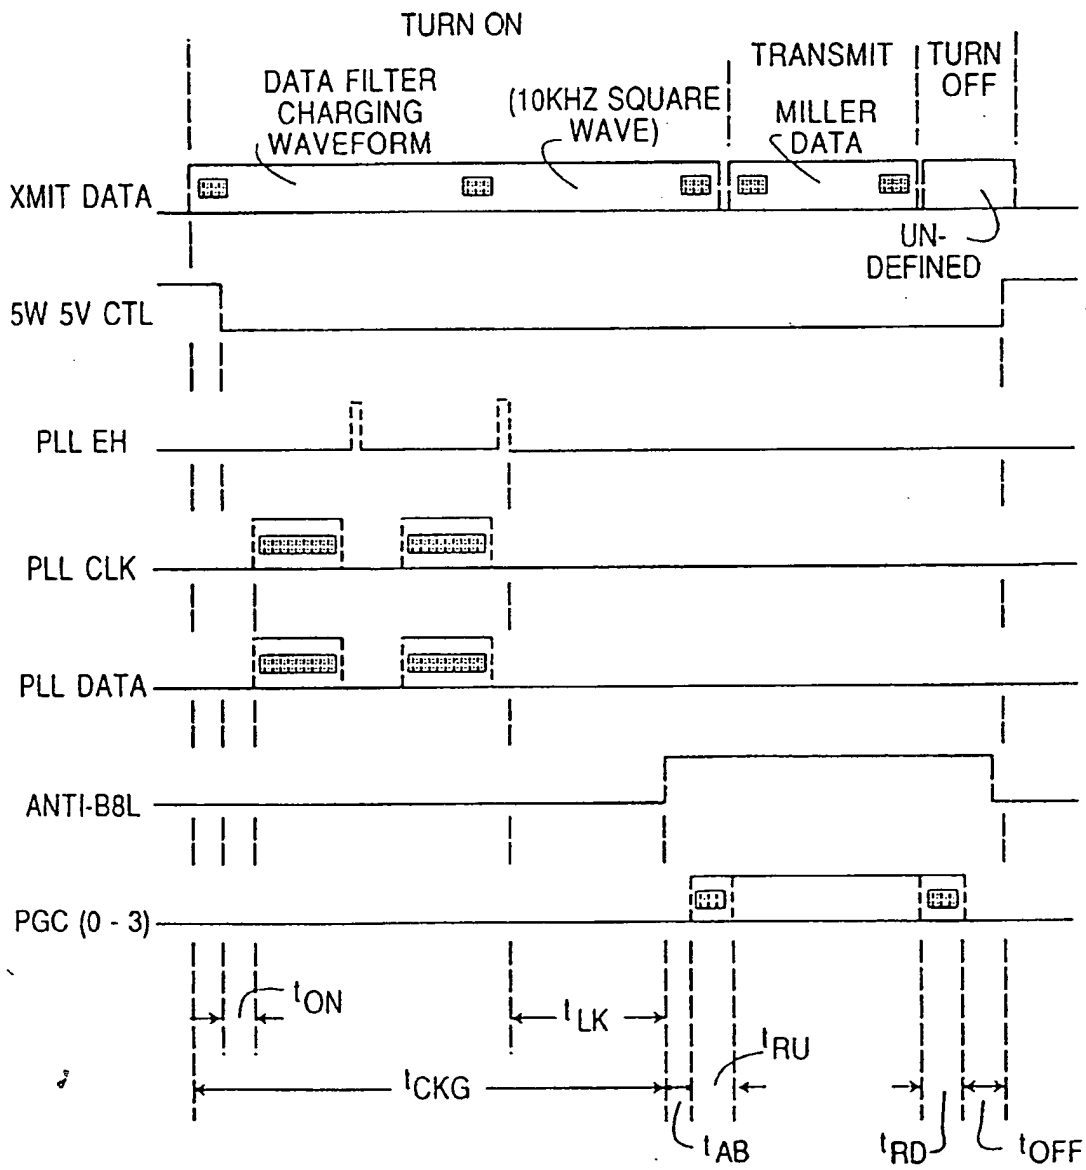 TURN ON
TRANSMIT
TURN
OFF
DATA FILTER
CHARGING
WAVEFORM
(10KHZ SQUARE
WAVE)
MILLER
DATA
XMIT DATA
UN-
DEFINED
5W 5V CTL
PLL EH
PLL CLK
PLL DATA
ANTI-B8L
PGC (0 - 3)
tON
tLK
tRU
tCKG
tAB
tRD
tOFF